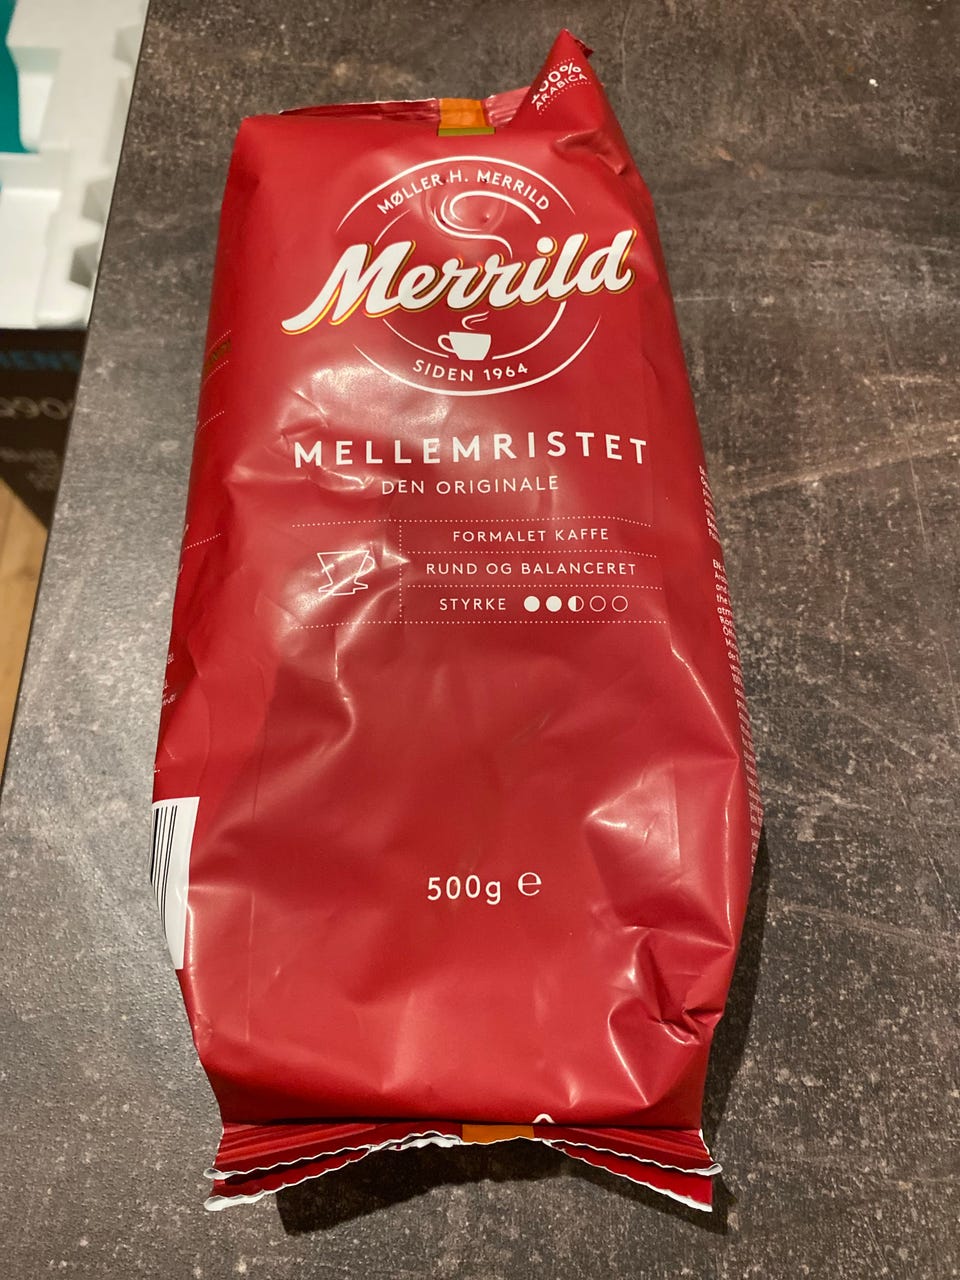 100%
ARABICA
MØLLER H. MERRILD
Merrild
SIDEN 1964
MELLEMRISTET
DEN ORIGINALE
FORMALET KAFFE
RUND OG BALANCERET
STYRKE
500g ℮